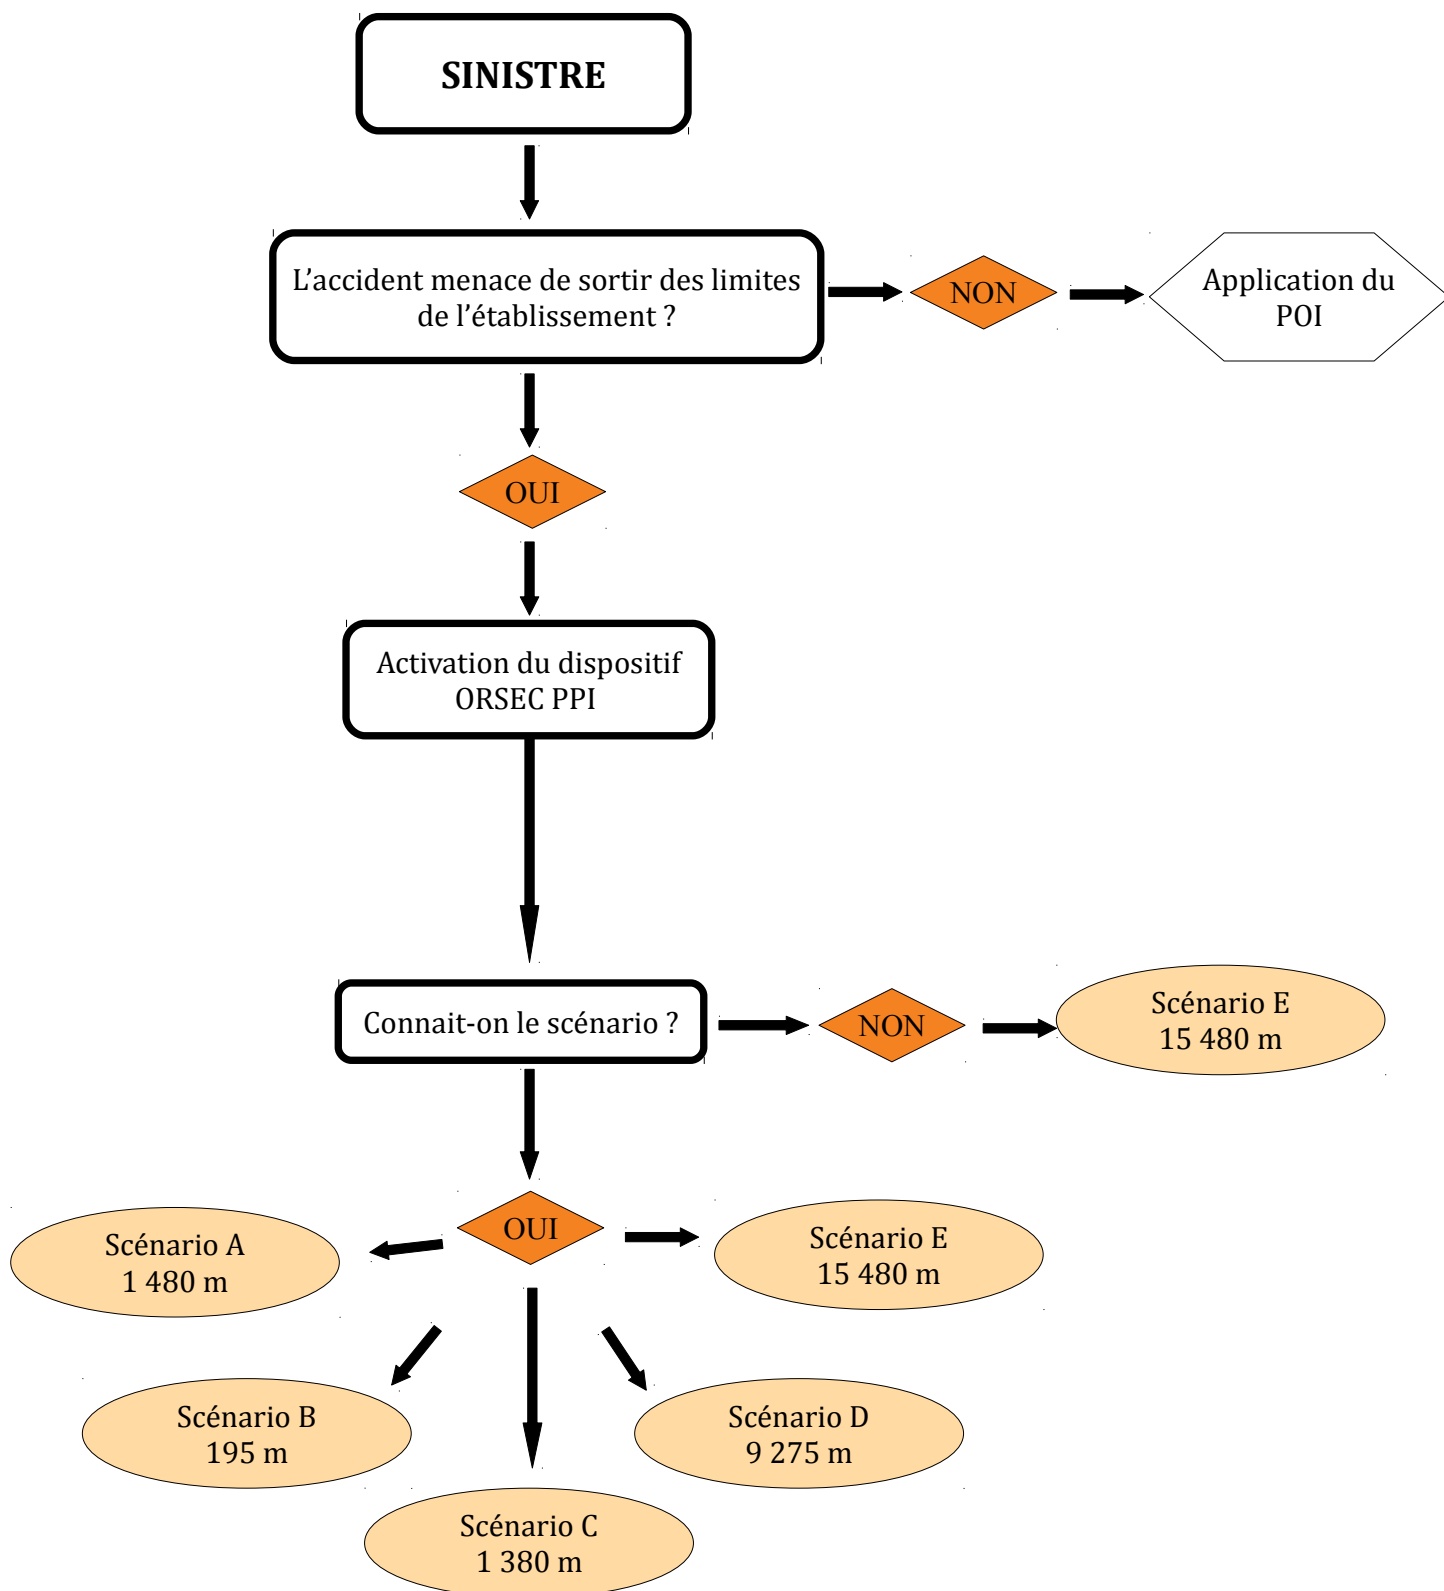 SINISTRE
L’accident menace de sortir des limites
de l’établissement ?
NON
Application du
POI
OUI
Activation du dispositif
ORSEC PPI
Connait-on le scénario ?
NON
Scénario E
15 480 m
OUI
Scénario A
1 480 m
Scénario E
15 480 m
Scénario B
195 m
Scénario D
9 275 m
Scénario C
1 380 m